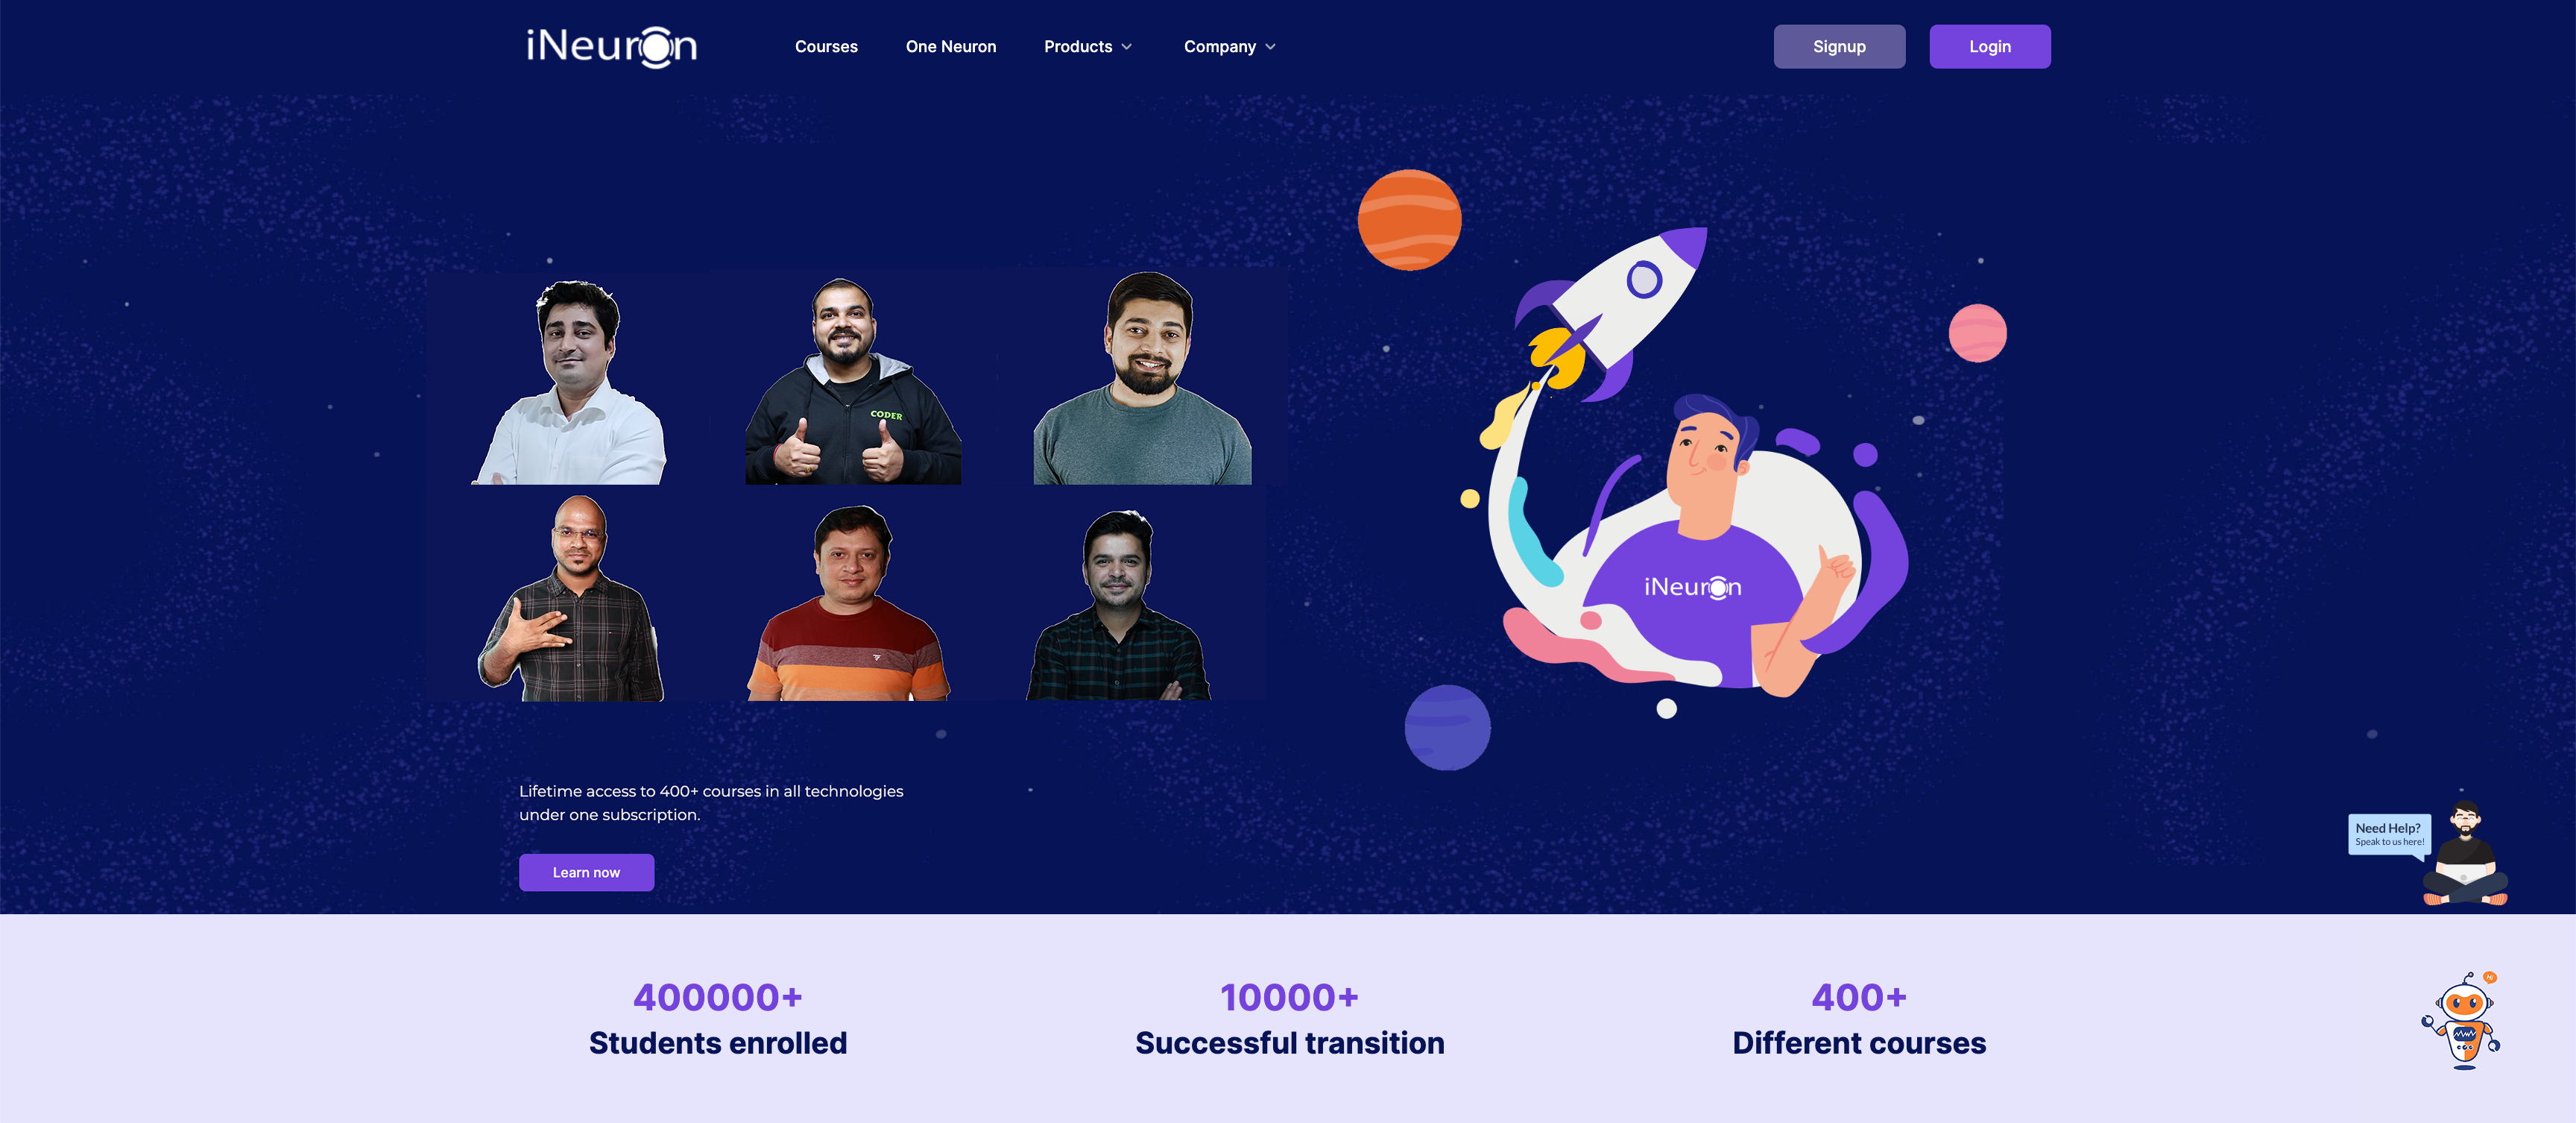 iNeuron
Courses
One Neuron
Products
Company
Signup
Login
CODER
iNeuron
Lifetime access to 400+ courses in all technologies
under one subscription.
Learn now
Need Help?
Speak to us here!
400000+
Students enrolled
10000+
Successful transition
400+
Different courses
Hi